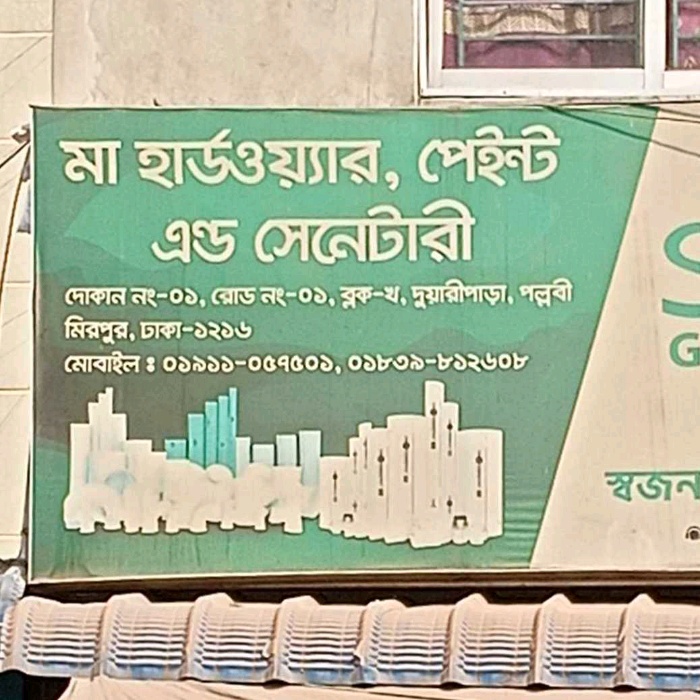 মা হার্ডওয়্যার, পেইন্ট
এন্ড সেনেটারী
দোকান নং-০১, রোড নং-০১, ব্লক-খ, দুয়ারীপাড়া, পল্লবী
মিরপুর, ঢাকা-১২১৬
মোবাইল ঃ ০১৯১১-০৫৭৫০১, ০১৮৩৯-৮১২৬০৮